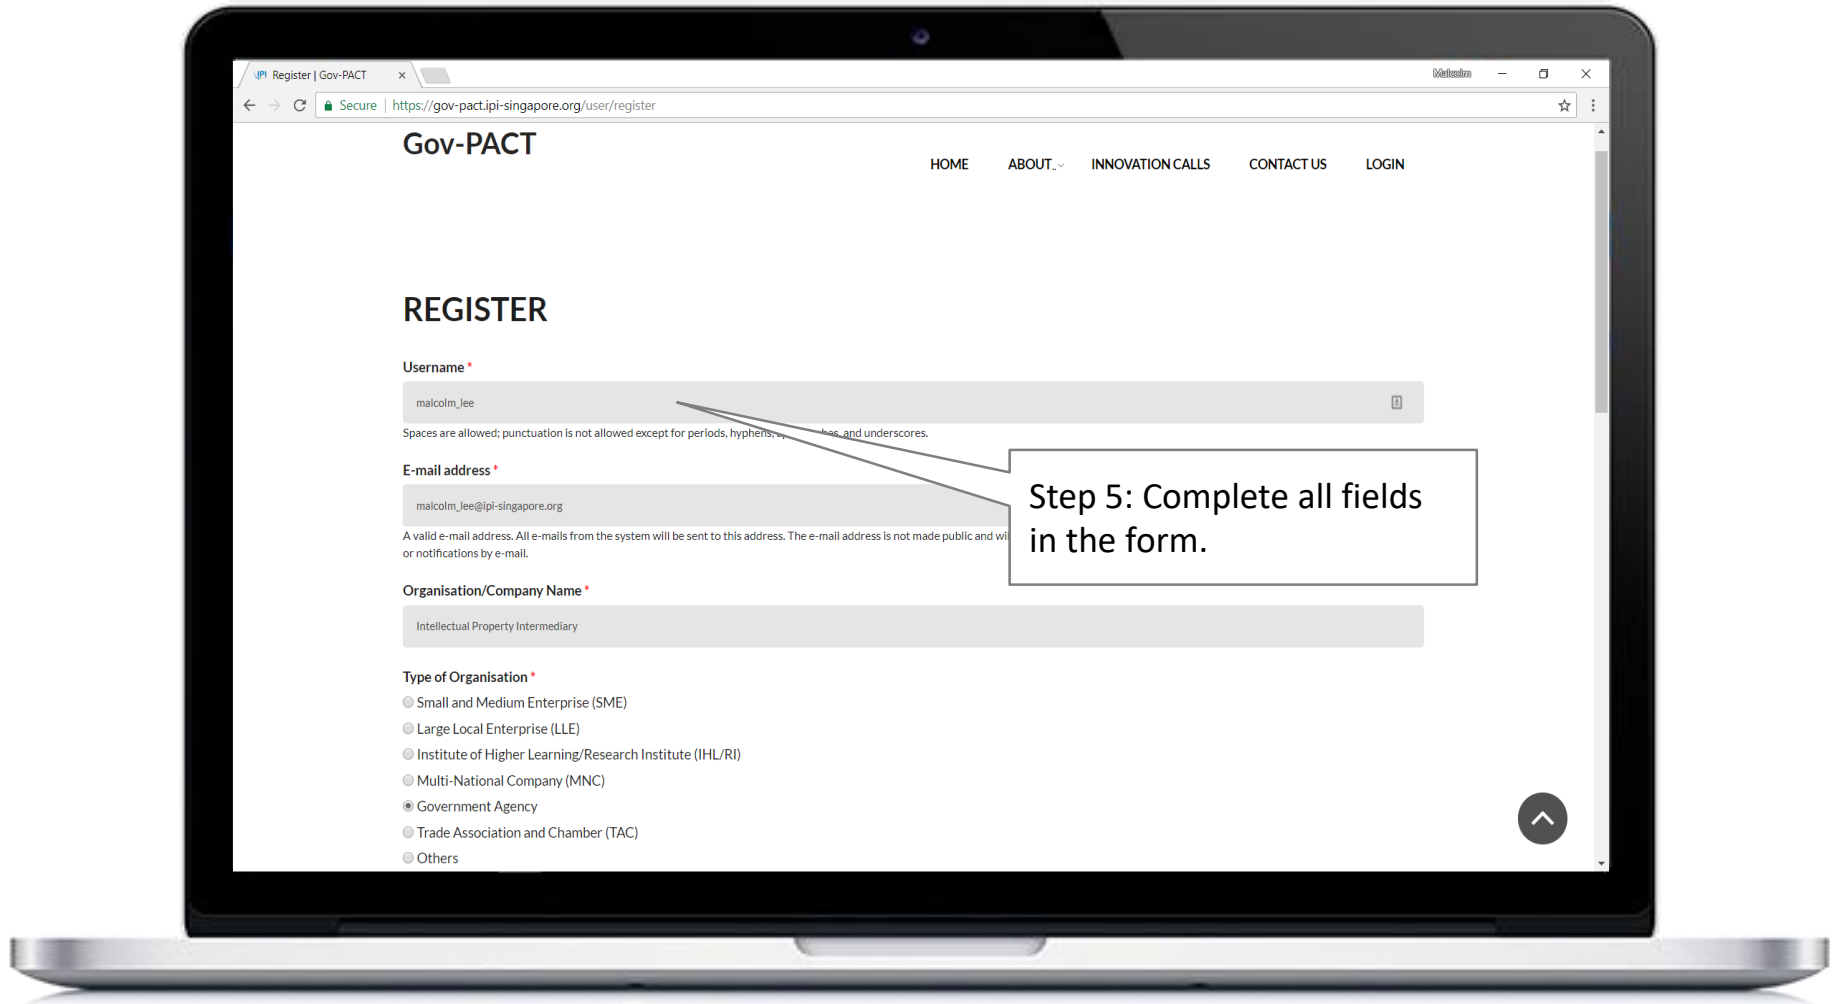 Register | Gov-PACT
Malcolm
Secure | https://gov-pact.ipi-singapore.org/user/register
Gov-PACT
HOME ABOUT.. INNOVATION CALLS CONTACT US LOGIN
REGISTER
Username *
malcolm_lee
Spaces are allowed; punctuation is not allowed except for periods, hyphens, and underscores.
E-mail address *
malcolm_lee@ipi-singapore.org
A valid e-mail address. All e-mails from the system will be sent to this address. The e-mail address is not made public and
or notifications by e-mail.
Step 5: Complete all fields
in the form.
Organisation/Company Name *
Intellectual Property Intermediary
Type of Organisation *
Small and Medium Enterprise (SME)
Large Local Enterprise (LLE)
Institute of Higher Learning/Research Institute (IHL/RI)
Multi-National Company (MNC)
Government Agency
Trade Association and Chamber (TAC)
Others